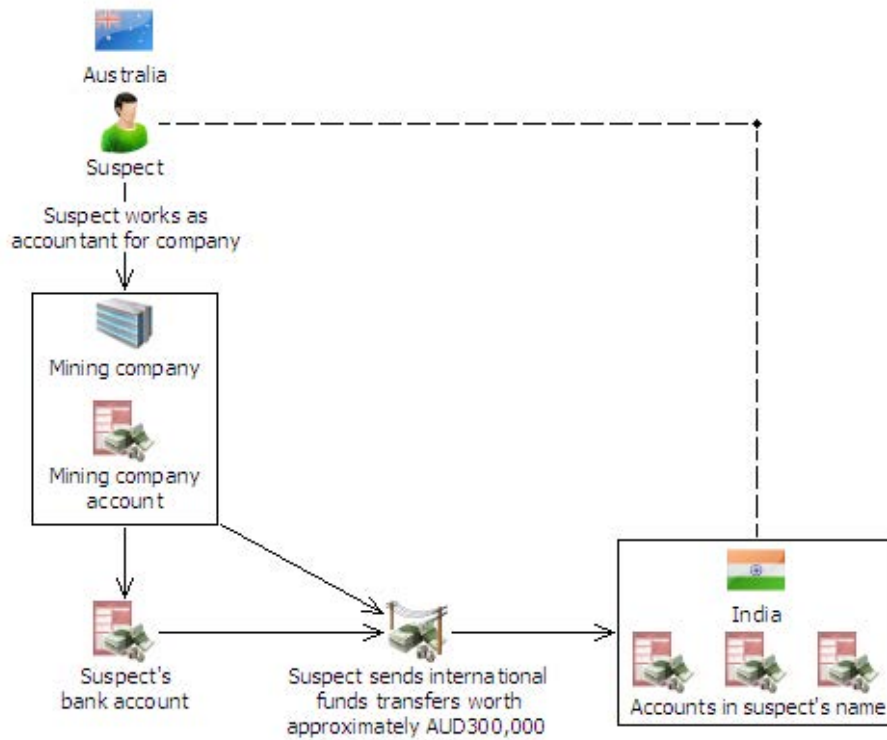 Australia
Suspect
Suspect works as
accountant for company
Mining company
Mining company
account
Suspect's
bank account
Suspect sends international
funds transfers worth
approximately AUD300,000
India
Accounts in suspect's name